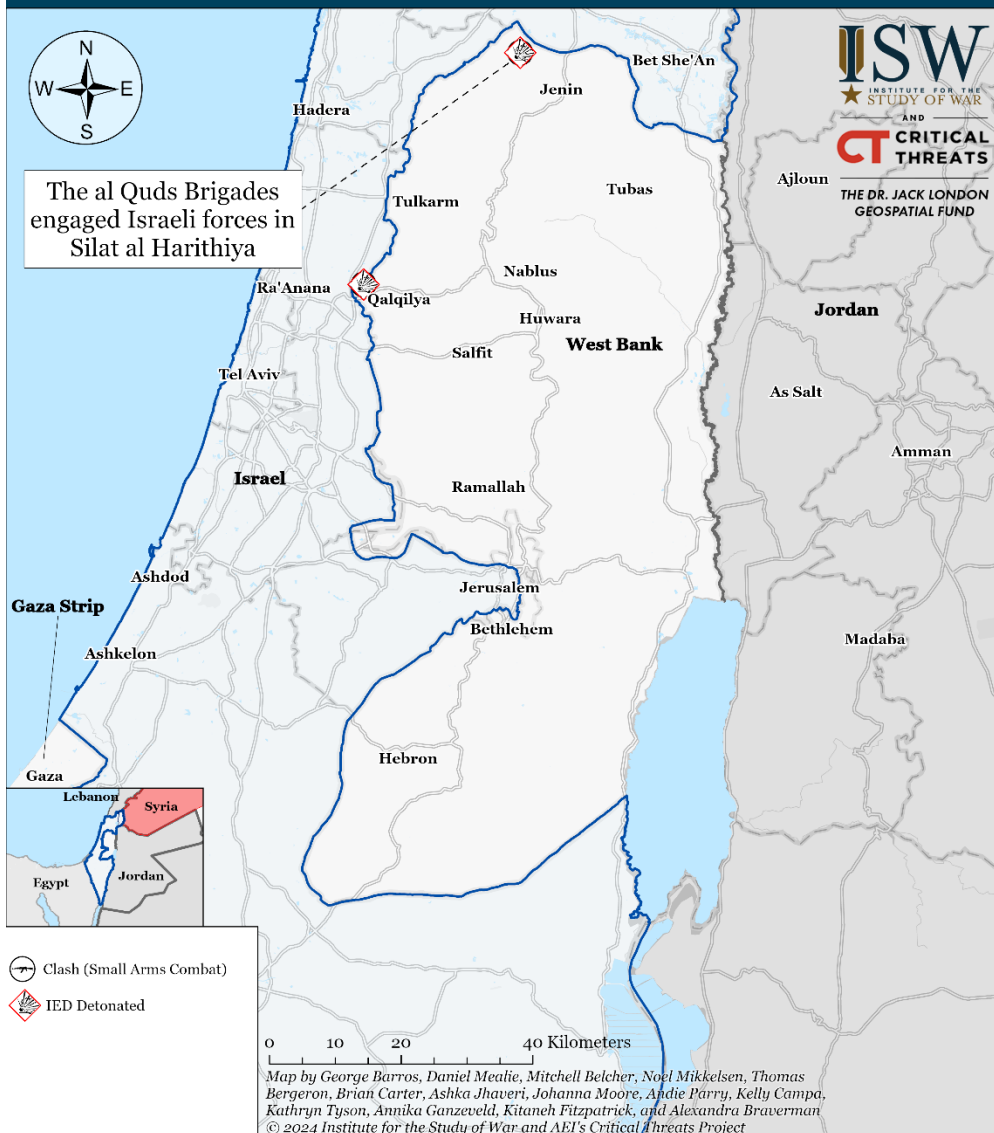 N
W E
S
ISW
INSTITUTE FOR THE
STUDY OF WAR
AND
CT CRITICAL
THREATS
THE DR. JACK LONDON
GEOSPATIAL FUND
Bet She'An
Jenin
Hadera
Ajloun
The al Quds Brigades
engaged Israeli forces in
Silat al Harithiya
Tubas
Tulkarm
Nablus
Ra'Anana
Qalqilya
Jordan
Huwara
West Bank
Salfit
Tel Aviv
As Salt
Amman
Israel
Ramallah
Ashdod
Jerusalem
Gaza Strip
Bethlehem
Madaba
Ashkelon
Hebron
Gaza
Lebanon
Syria
Egypt
Jordan
Clash (Small Arms Combat)
IED Detonated
0 10 20 40 Kilometers
Map by George Barros, Daniel Mealie, Mitchell Belcher, Noel Mikkelsen, Thomas
Bergeron, Brian Carter, Ashka Jhaveri, Johanna Moore, Andie Parry, Kelly Campa,
Kathryn Tyson, Annika Ganzeveld, Kitaneh Fitzpatrick, and Alexandra Braverman
© 2024 Institute for the Study of War and AEI's Critical Threats Project